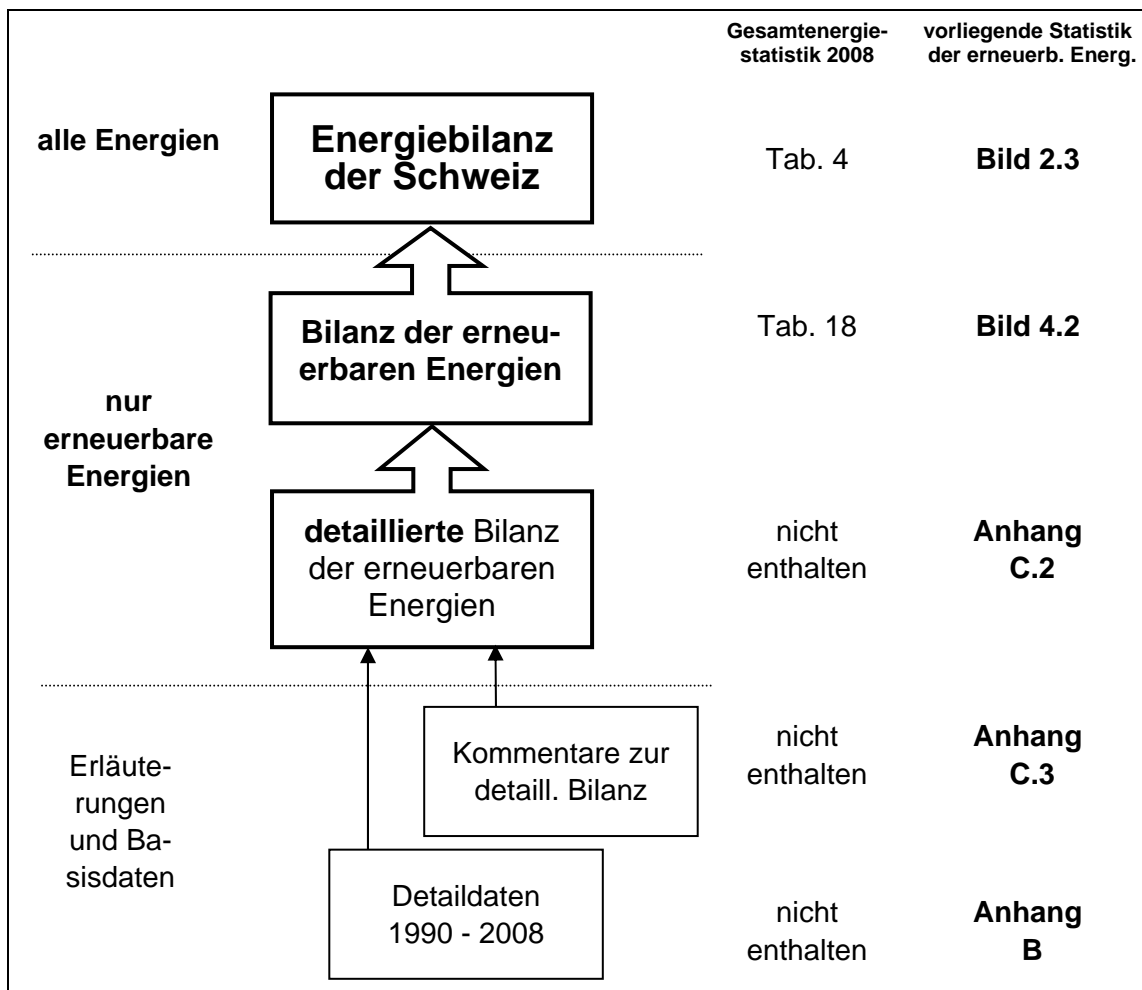 Gesamtenergie-
statistik 2008
vorliegende Statistik
der erneuerb. Energ.
alle Energien
Energiebilanz
der Schweiz
Tab. 4
Bild 2.3
nur
erneuerbare
Energien
Bilanz der erneu-
erbaren Energien
Tab. 18
Bild 4.2
detaillierte Bilanz
der erneuerbaren
Energien
nicht
enthalten
Anhang
C.2
Erläute-
rungen
und Ba-
sisdaten
Kommentare zur
detaill. Bilanz
nicht
enthalten
Anhang
C.3
Detaildaten
1990 - 2008
nicht
enthalten
Anhang
B